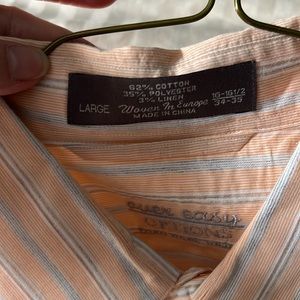 62% COTTON
35% POLYESTER
3% LINEN
LARGE Woven In Europe 16-16 1/2
MADE IN CHINA 34-35
OPTIONS